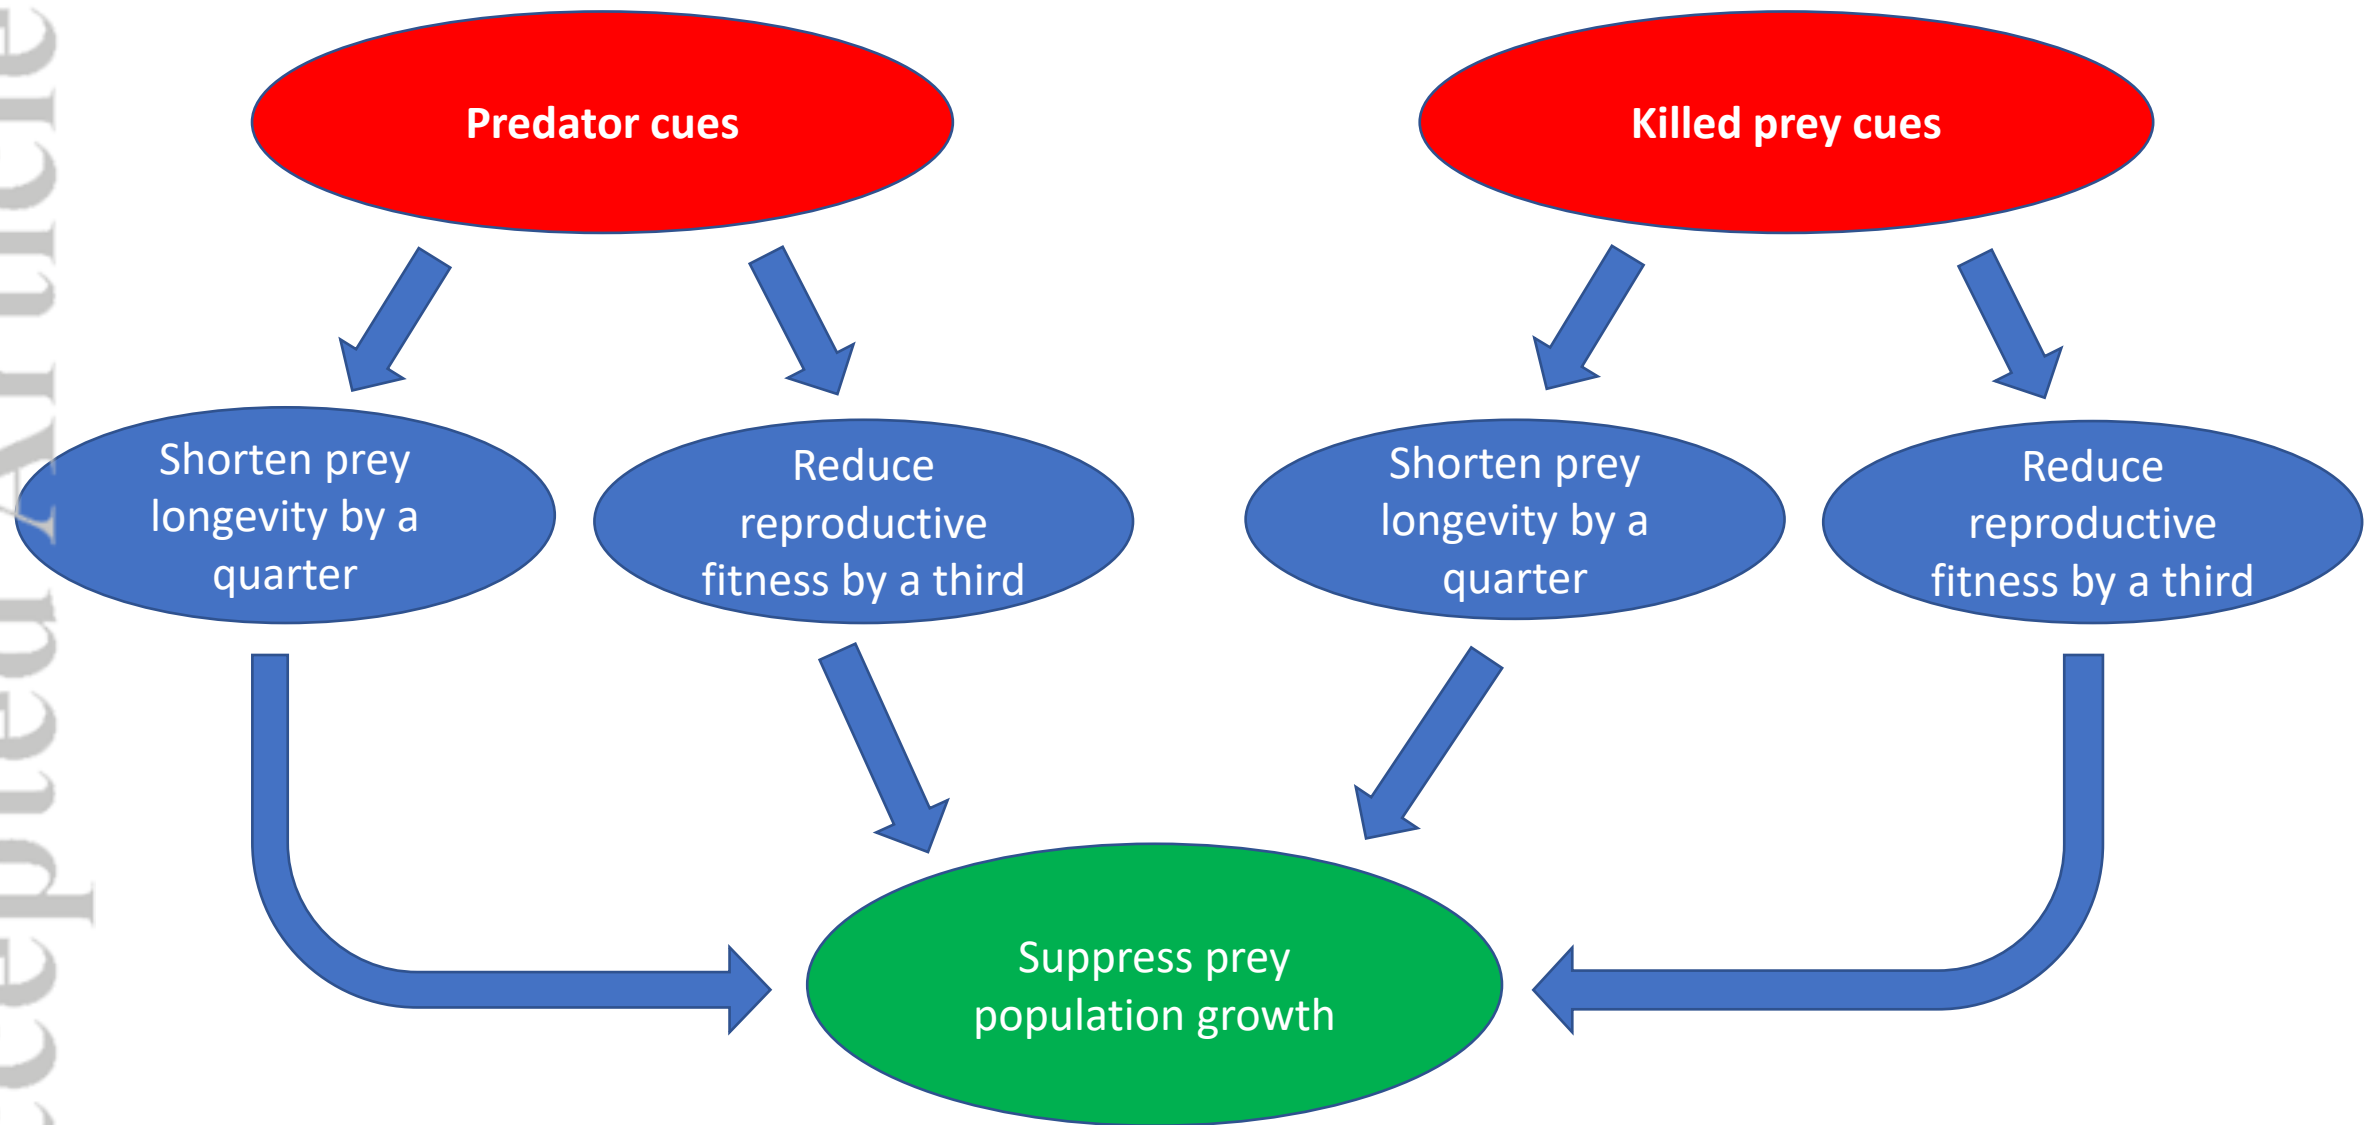 Predator cues
Killed prey cues
Shorten prey
longevity by a
quarter
Reduce
reproductive
fitness by a third
Shorten prey
longevity by a
quarter
Reduce
reproductive
fitness by a third
Suppress prey
population growth